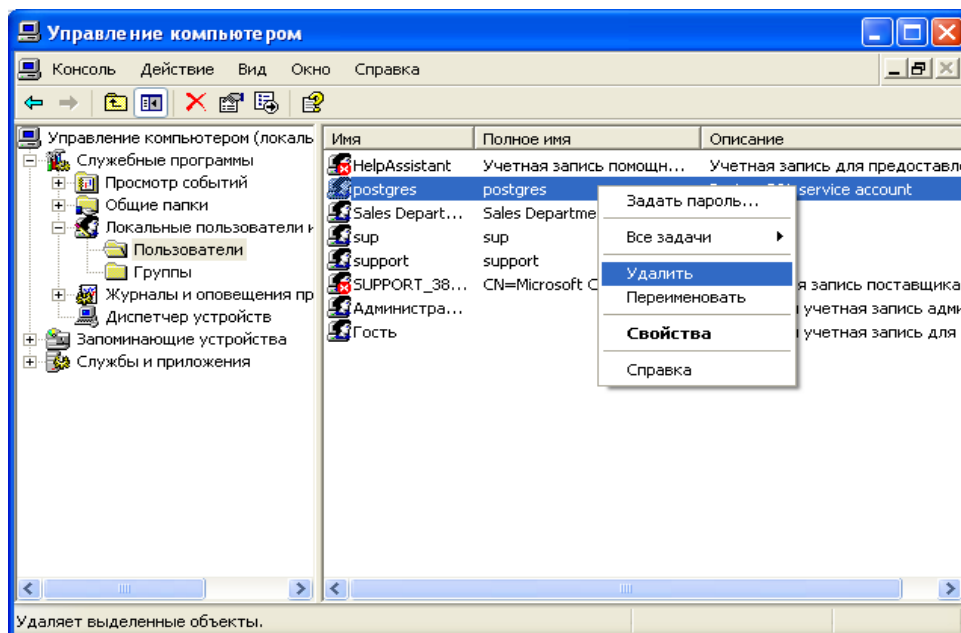 Управление компьютером
Консоль Действие Вид Окно Справка
Управление компьютером (локаль
Служебные программы
Просмотр событий
Общие папки
Локальные пользователи и
Пользователи
Группы
Журналы и оповещения пр
Диспетчер устройств
Запоминающие устройства
Службы и приложения
Имя Полное имя Описание
HelpAssistant Учетная запись помощн... Учетная запись для предоставле
postgres postgres service account
Sales Depart... Sales Departme
sup sup
support support
SUPPORT_38... CN=Microsoft C я запись поставщика
Администра... учетная запись адми
Гость учетная запись для
Задать пароль...
Все задачи
Удалить
Переименовать
Свойства
Справка
Удаляет выделенные объекты.